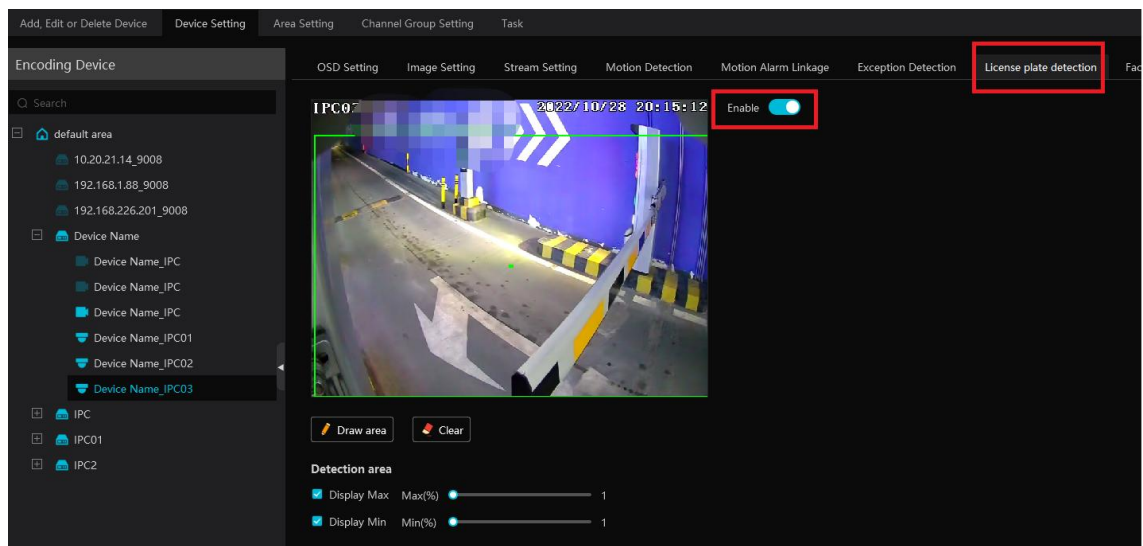 Add, Edit or Delete Device Device Setting Area Setting Channel Group Setting Task
Encoding Device
OSD Setting Image Setting Stream Setting Motion Detection Motion Alarm Linkage Exception Detection License plate detection Fac
Search
IPC03 2022/10/28 20:15:12
Enable
default area
10.20.21.14_9008
192.168.1.88_9008
192.168.226.201_9008
Device Name
Device Name_IPC
Device Name_IPC
Device Name_IPC
Device Name_IPC01
Device Name_IPC02
Device Name_IPC03
IPC
IPC01
IPC2
Draw area Clear
Detection area
Display Max Max(%) 1
Display Min Min(%) 1